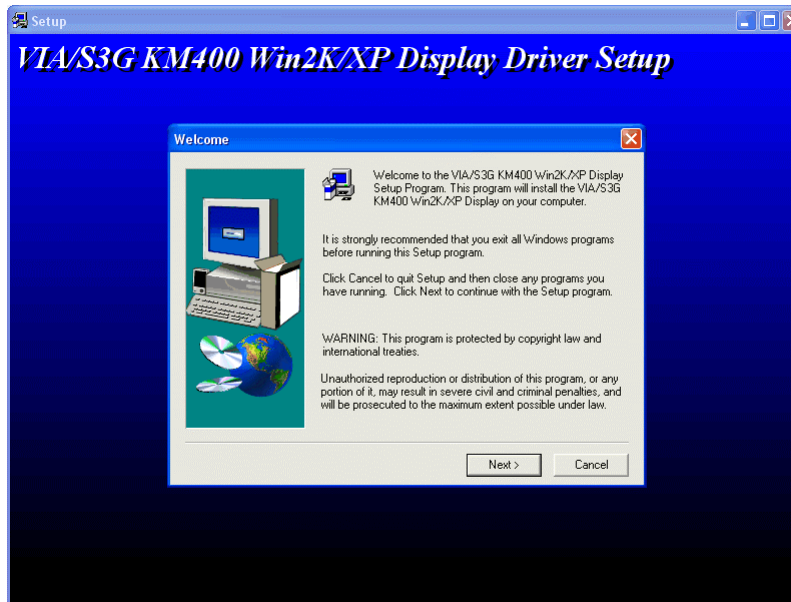 Setup
VIA/S3G KM400 Win2K/XP Display Driver Setup
Welcome
Welcome to the VIA/S3G KM400 Win2K/XP Display
Setup Program. This program will install the VIA/S3G
KM400 Win2K/XP Display on your computer.
It is strongly recommended that you exit all Windows programs
before running this Setup program.
Click Cancel to quit Setup and then close any programs you
have running. Click Next to continue with the Setup program.
WARNING: This program is protected by copyright law and
international treaties.
Unauthorized reproduction or distribution of this program, or any
portion of it, may result in severe civil and criminal penalties, and
will be prosecuted to the maximum extent possible under law.
Next >
Cancel